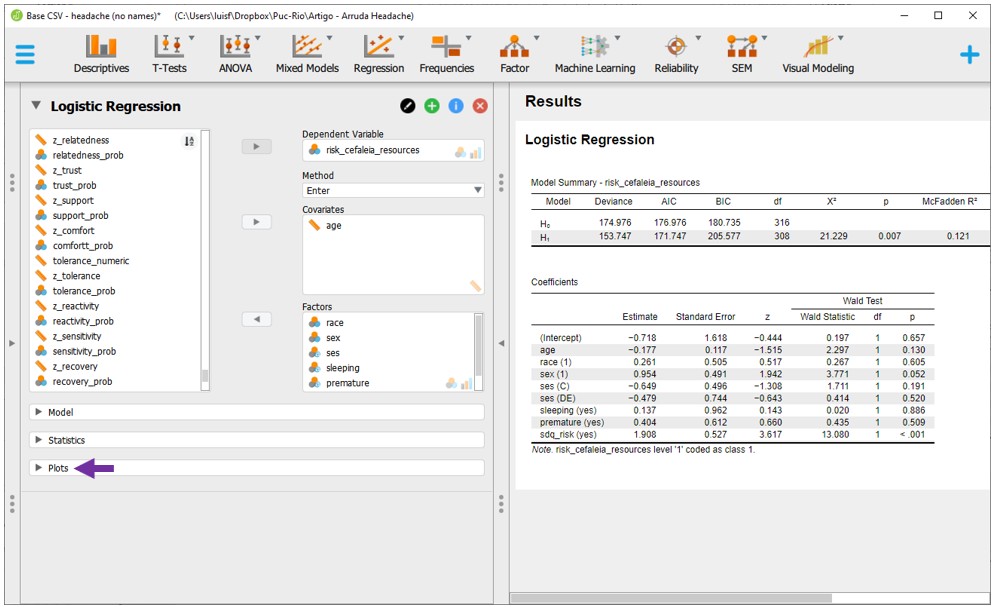 Base CSV - headache (no names)* (C:\Users\luisf\Dropbox\Puc-Rio\Artigo - Arruda Headache)
Descriptives T-Tests ANOVA Mixed Models Regression Frequencies Factor Machine Learning Reliability SEM Visual Modeling
Logistic Regression
z_relatedness
relatedness_prob
z_trust
trust_prob
z_support
support_prob
z_comfort
comfortt_prob
tolerance_numeric
z_tolerance
tolerance_prob
z_reactivity
reactivity_prob
z_sensitivity
sensitivity_prob
z_recovery
recovery_prob
Dependent Variable
risk_cefaleia_resources
Method
Enter
Covariates
age
Factors
race
sex
ses
sleeping
premature
Model
Statistics
Plots
Results
Logistic Regression
Model Summary - risk_cefaleia_resources
Model Deviance AIC BIC df X² p McFadden R²
H₀ 174.976 176.976 180.735 316
H₁ 153.747 171.747 205.577 308 21.229 0.007 0.121
Coefficients
Wald Test
Estimate Standard Error z Wald Statistic df p
(Intercept) −0.718 1.618 −0.444 0.197 1 0.657
age −0.177 0.117 −1.515 2.297 1 0.130
race (1) 0.261 0.505 0.517 0.267 1 0.605
sex (1) 0.954 0.491 1.942 3.771 1 0.052
ses (C) −0.649 0.496 −1.308 1.711 1 0.191
ses (DE) −0.479 0.744 −0.643 0.414 1 0.520
sleeping (yes) 0.137 0.962 0.143 0.020 1 0.886
premature (yes) 0.404 0.612 0.660 0.435 1 0.509
sdq_risk (yes) 1.908 0.527 3.617 13.080 1 < .001
Note. risk_cefaleia_resources level '1' coded as class 1.